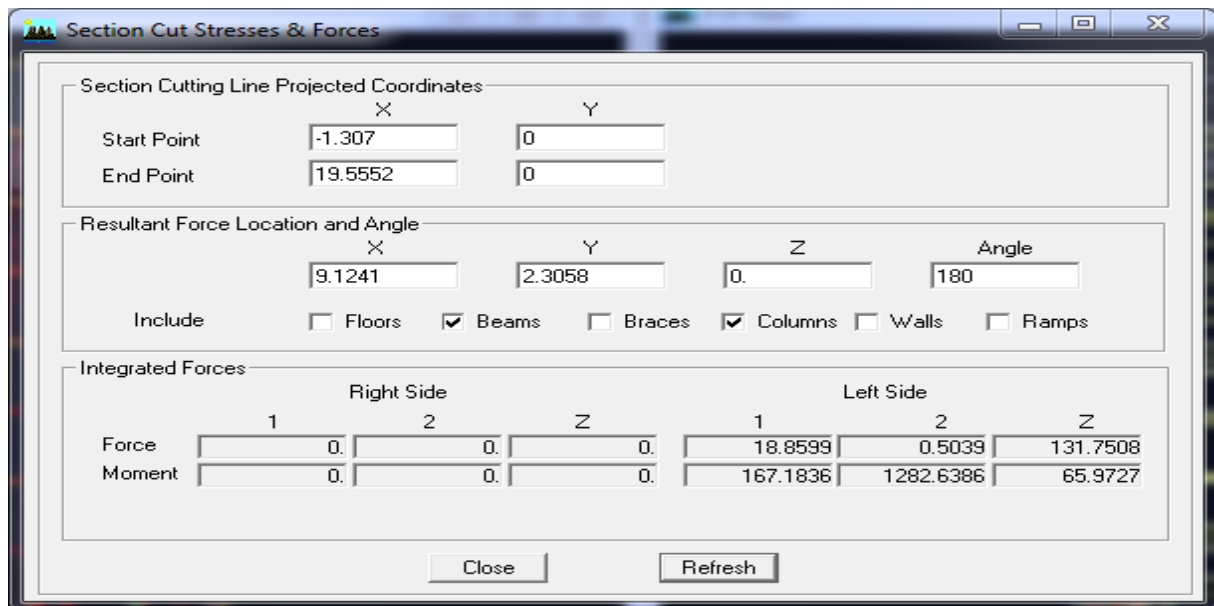 Section Cut Stresses & Forces
Section Cutting Line Projected Coordinates
X Y
Start Point -1.307 0
End Point 19.5552 0
Resultant Force Location and Angle
X Y Z Angle
9.1241 2.3058 0. 180
Include Floors Beams Braces Columns Walls Ramps
Integrated Forces
Right Side Left Side
1 2 Z 1 2 Z
Force 0. 0. 0. 18.8599 0.5039 131.7508
Moment 0. 0. 0. 167.1836 1282.6386 65.9727
Close Refresh